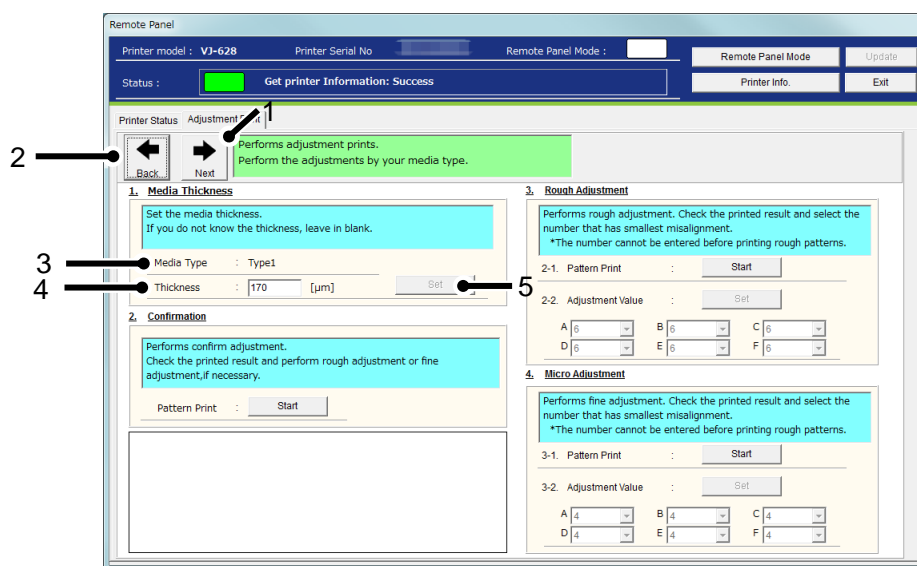 Remote Panel
Printer model : VJ-628 Printer Serial No Remote Panel Mode :
Remote Panel Mode Update
Status : Get printer Information: Success
Printer Info. Exit
1
Printer Status Adjustment
2
Back Next
Performs adjustment prints.
Perform the adjustments by your media type.
1. Media Thickness
Set the media thickness.
If you do not know the thickness, leave in blank.
3
Media Type : Type1
4
Thickness : 170 [μm] Set
5
2. Confirmation
Performs confirm adjustment.
Check the printed result and perform rough adjustment or fine
adjustment,if necessary.
Pattern Print : Start
3. Rough Adjustment
Performs rough adjustment. Check the printed result and select the
number that has smallest misalignment.
*The number cannot be entered before printing rough patterns.
2-1. Pattern Print : Start
2-2. Adjustment Value : Set
A 6 B 6 C 6
D 6 E 6 F 6
4. Micro Adjustment
Performs fine adjustment. Check the printed result and select the
number that has smallest misalignment.
*The number cannot be entered before printing rough patterns.
3-1. Pattern Print : Start
3-2. Adjustment Value : Set
A 4 B 4 C 4
D 4 E 4 F 4